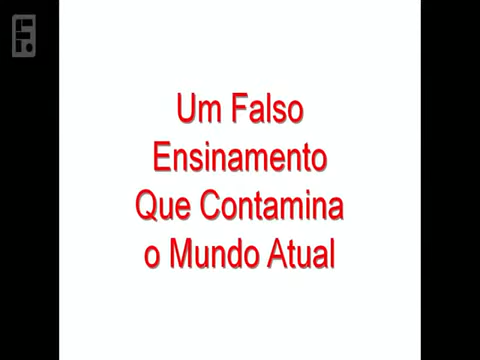 Um Falso
Ensinamento
Que Contamina
o Mundo Atual